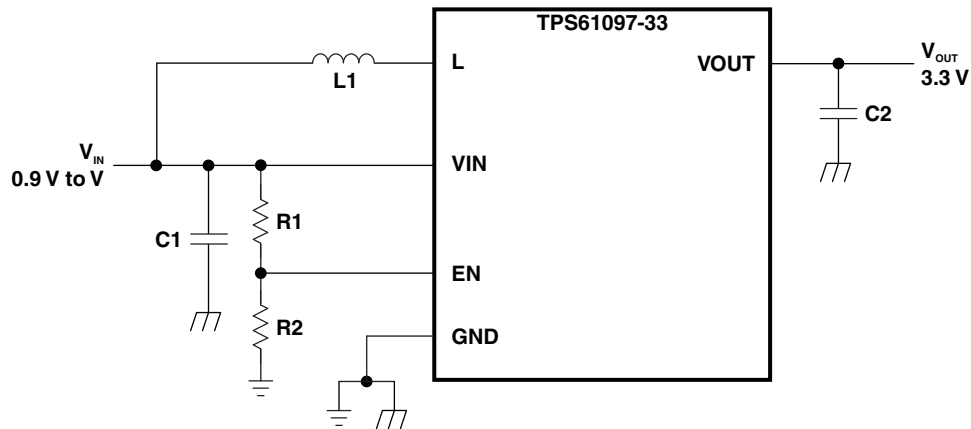 TPS61097-33
L
L1
VOUT
V_OUT
3.3 V
C2
V_IN
0.9 V to V
VIN
R1
C1
EN
R2
GND